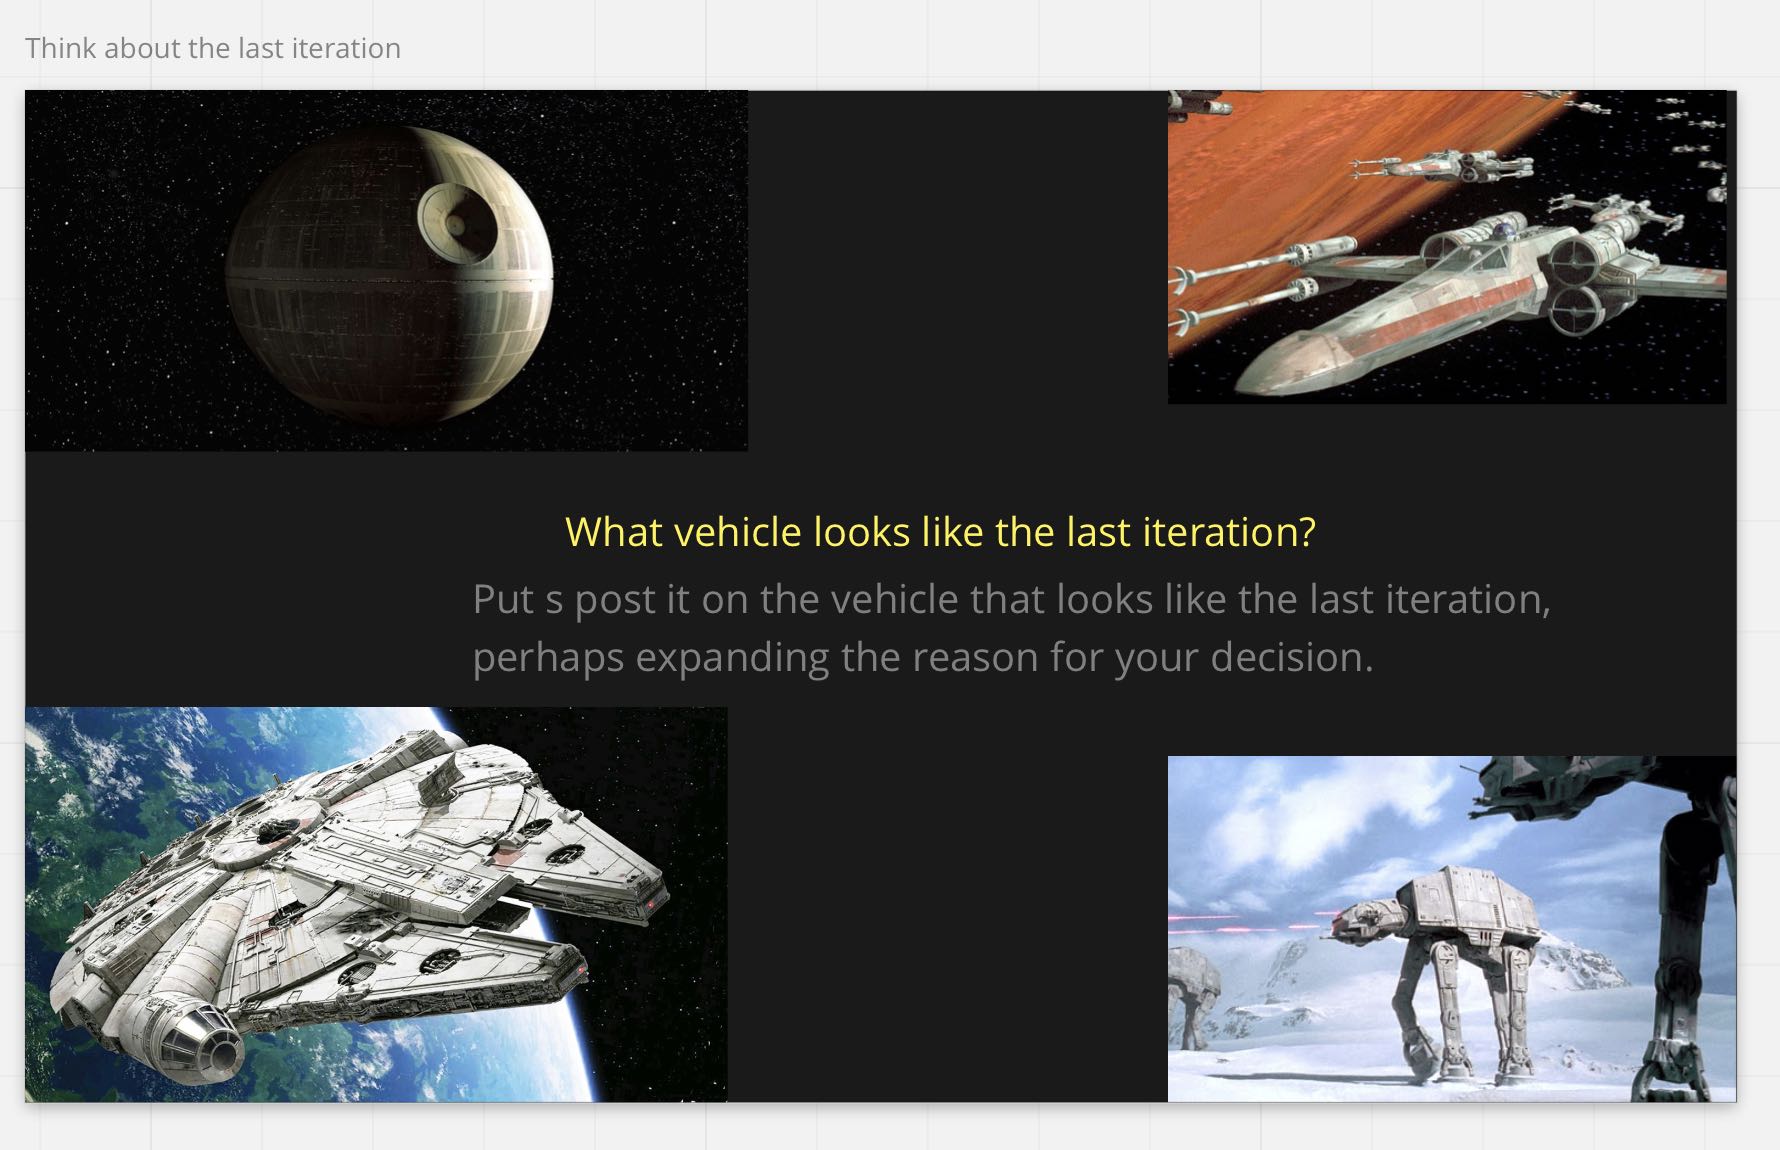 Think about the last iteration
What vehicle looks like the last iteration?
Put s post it on the vehicle that looks like the last iteration,
perhaps expanding the reason for your decision.